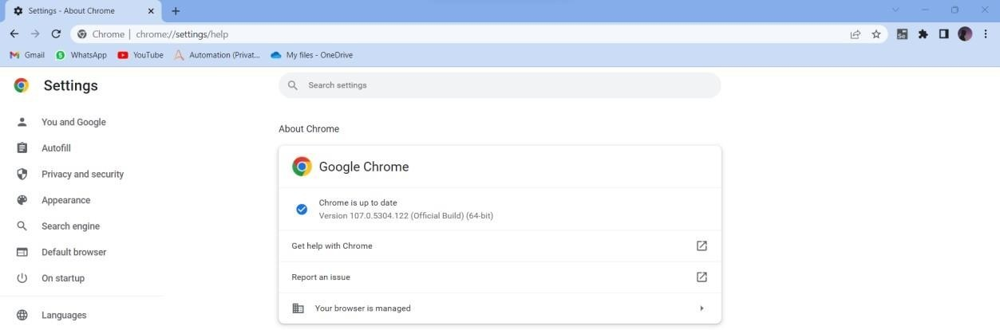 Settings - About Chrome
Chrome | chrome://settings/help
Se
Gmail
WhatsApp
YouTube
Automation (Privat...
My files - OneDrive
Settings
Search settings
You and Google
Autofill
Privacy and security
Appearance
Search engine
Default browser
On startup
Languages
About Chrome
Google Chrome
Chrome is up to date
Version 107.0.5304.122 (Official Build) (64-bit)
Get help with Chrome
Report an issue
Your browser is managed